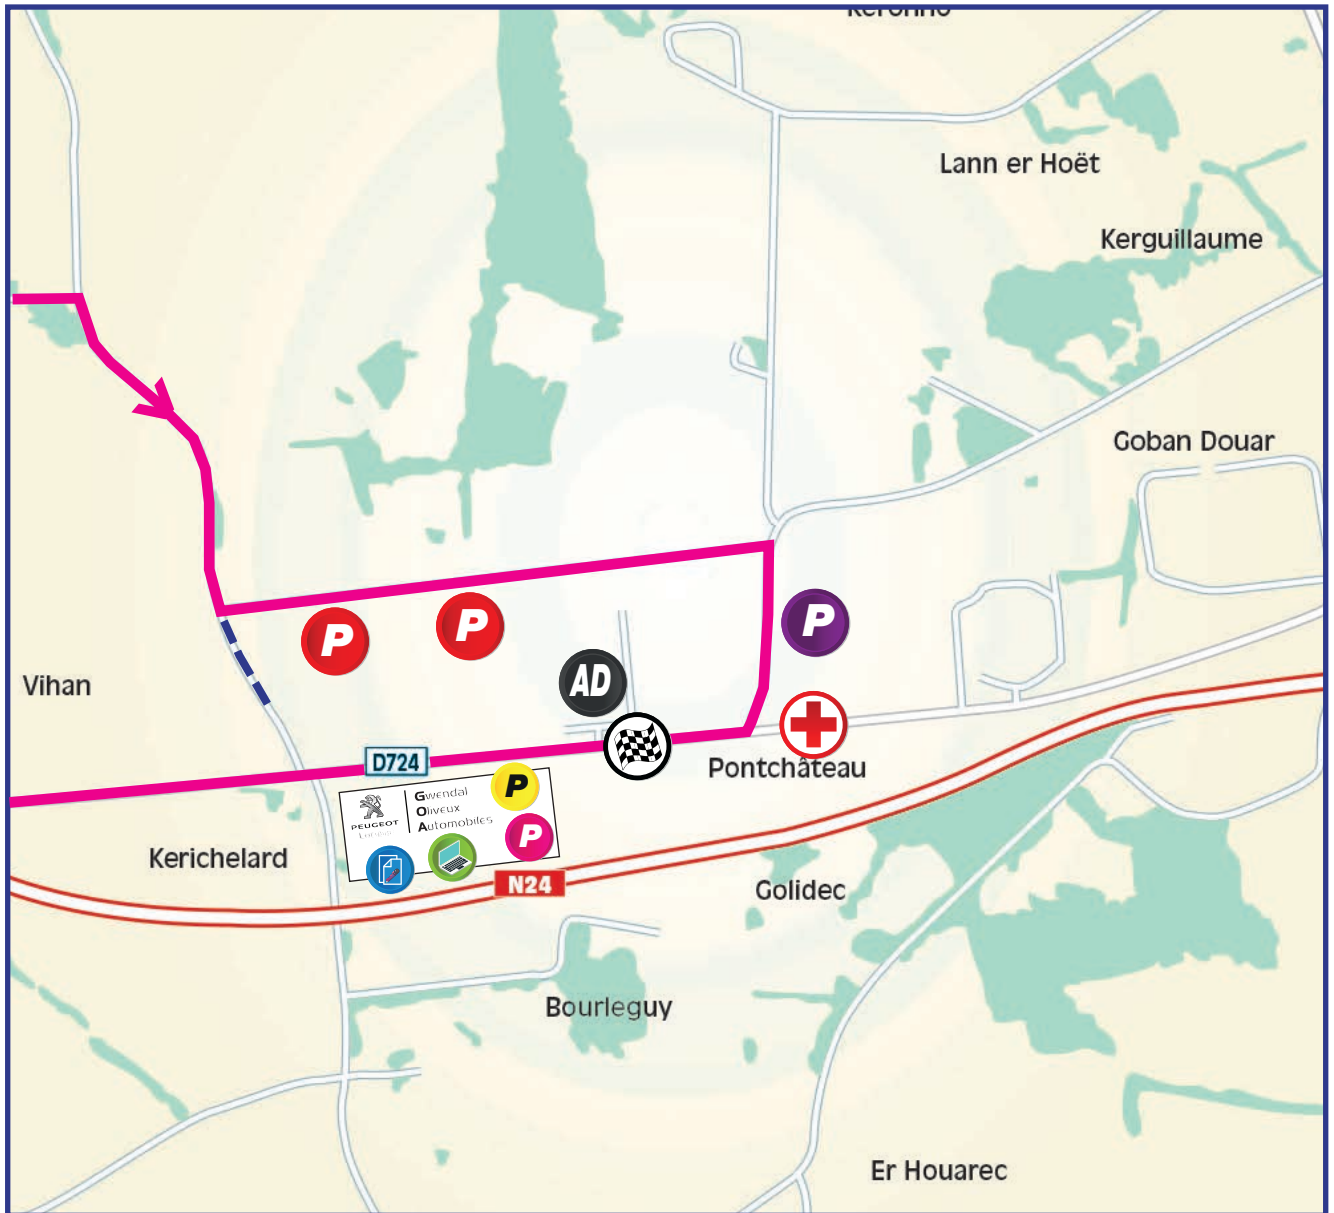 Lann er Hoët
Kerguillaume
Goban Douar
P
P
P
Vihan
AD
D724
Pontchâteau
PEUGEOT
Gwendal
Oliveux
Automobiles
P
P
Kerichelard
N24
Golidec
Bourleguy
Er Houarec